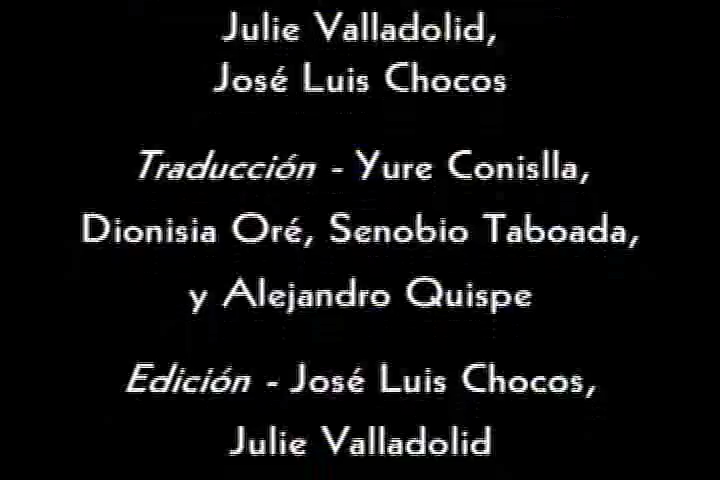 Julie Valladolid,
José Luis Chocos
Traducción - Yure Conislla,
Dionisia Oré, Senobio Taboada,
y Alejandro Quispe
Edición - José Luis Chocos,
Julie Valladolid